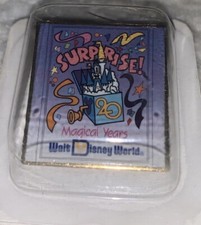 SURPRISE!
20
Magical Years
Walt Disney World